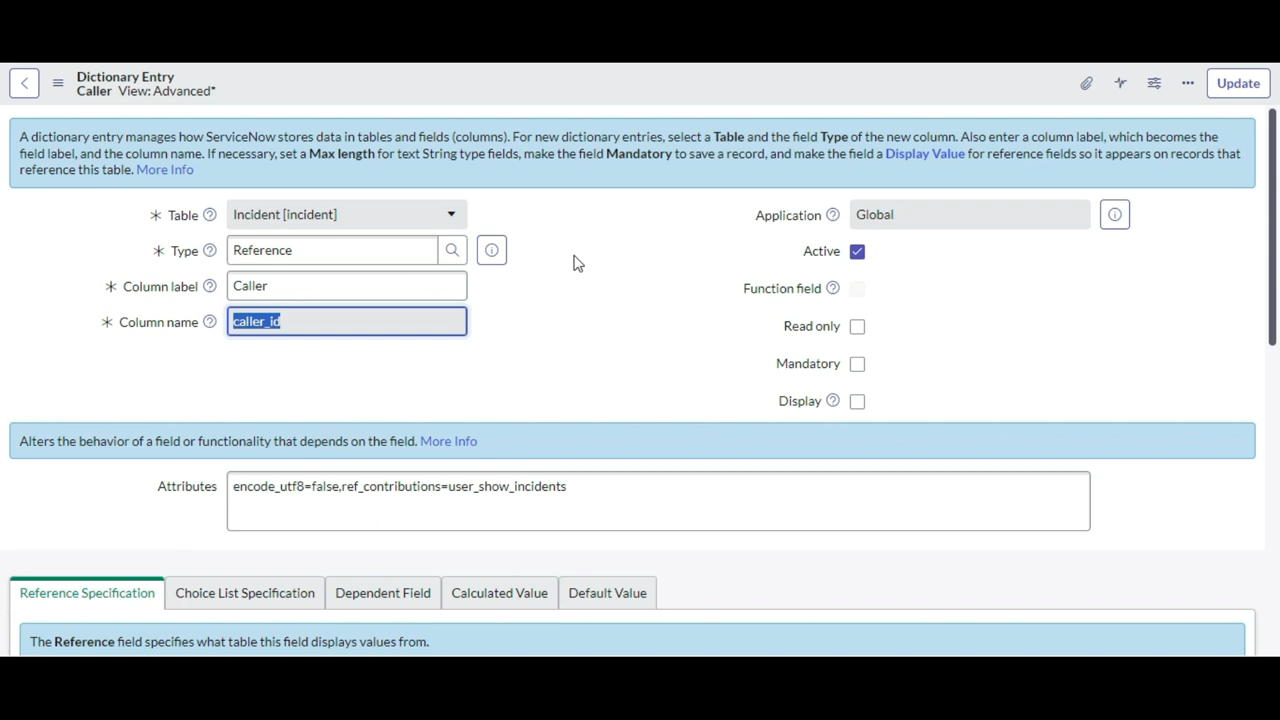 Dictionary Entry
Caller View: Advanced*
Update
A dictionary entry manages how ServiceNow stores data in tables and fields (columns). For new dictionary entries, select a Table and the field Type of the new column. Also enter a column label, which becomes the
field label, and the column name. If necessary, set a Max length for text String type fields, make the field Mandatory to save a record, and make the field a Display Value for reference fields so it appears on records that
reference this table. More Info
Table Incident [incident]
Application Global
Type Reference
Active
Column label Caller
Function field
Column name caller_id
Read only
Mandatory
Display
Alters the behavior of a field or functionality that depends on the field. More Info
Attributes encode_utf8=false,ref_contributions=user_show_incidents
Reference Specification Choice List Specification Dependent Field Calculated Value Default Value
The Reference field specifies what table this field displays values from.